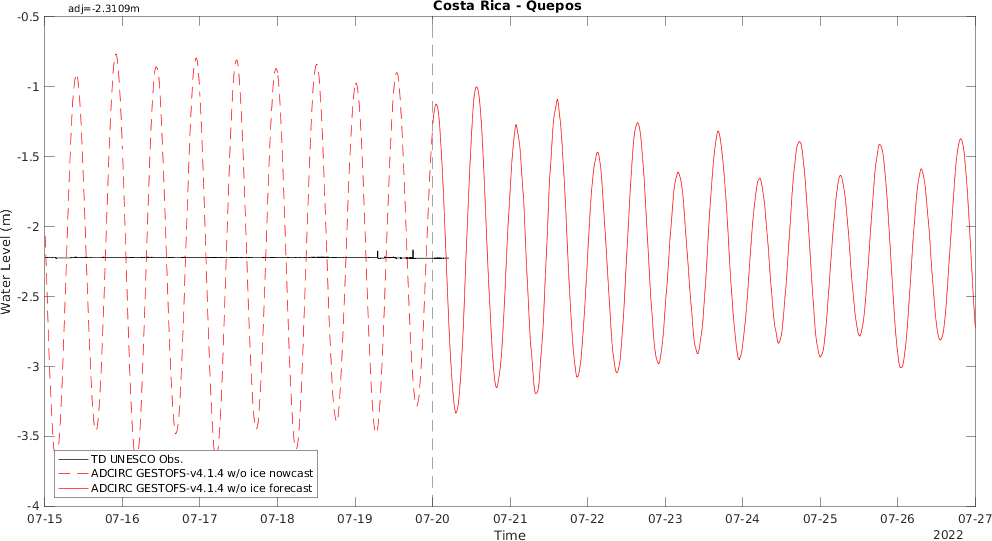 adj=-2.3109m
Costa Rica - Quepos
-0.5
-1
-1.5
-2
-2.5
-3
-3.5
-4
Water Level (m)
TD UNESCO Obs.
ADCIRC GESTOFS-v4.1.4 w/o ice nowcast
ADCIRC GESTOFS-v4.1.4 w/o ice forecast
07-15 07-16 07-17 07-18 07-19 07-20 07-21 07-22 07-23 07-24 07-25 07-26 07-27
Time
2022